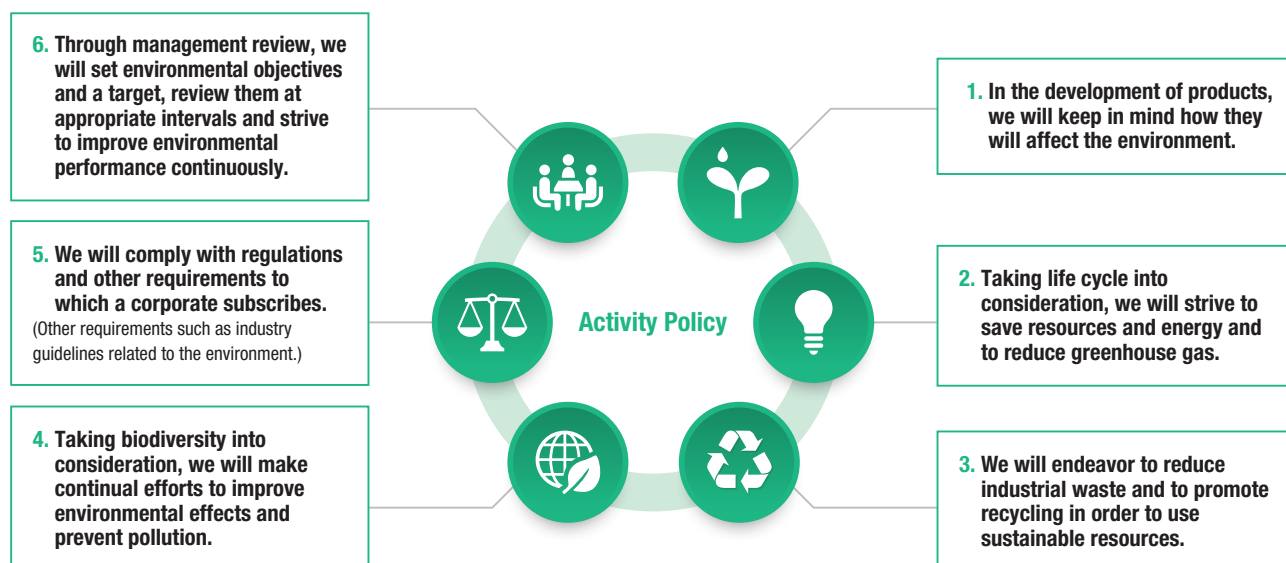 6. Through management review, we
will set environmental objectives
and a target, review them at
appropriate intervals and strive
to improve environmental
performance continuously.
1. In the development of products,
we will keep in mind how they
will affect the environment.
5. We will comply with regulations
and other requirements to
which a corporate subscribes.
(Other requirements such as industry
guidelines related to the environment.)
Activity Policy
2. Taking life cycle into
consideration, we will strive to
save resources and energy and
to reduce greenhouse gas.
4. Taking biodiversity into
consideration, we will make
continual efforts to improve
environmental effects and
prevent pollution.
3. We will endeavor to reduce
industrial waste and to promote
recycling in order to use
sustainable resources.